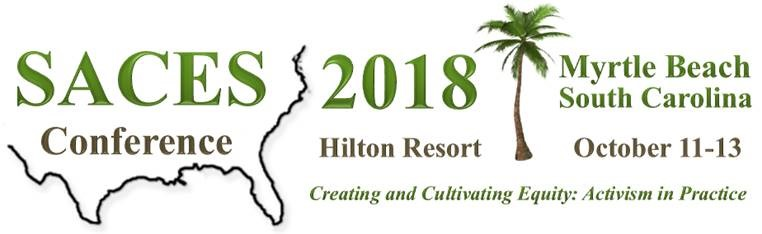 SACES
Conference
2018
Hilton Resort
Myrtle Beach
South Carolina
October 11-13
Creating and Cultivating Equity: Activism in Practice